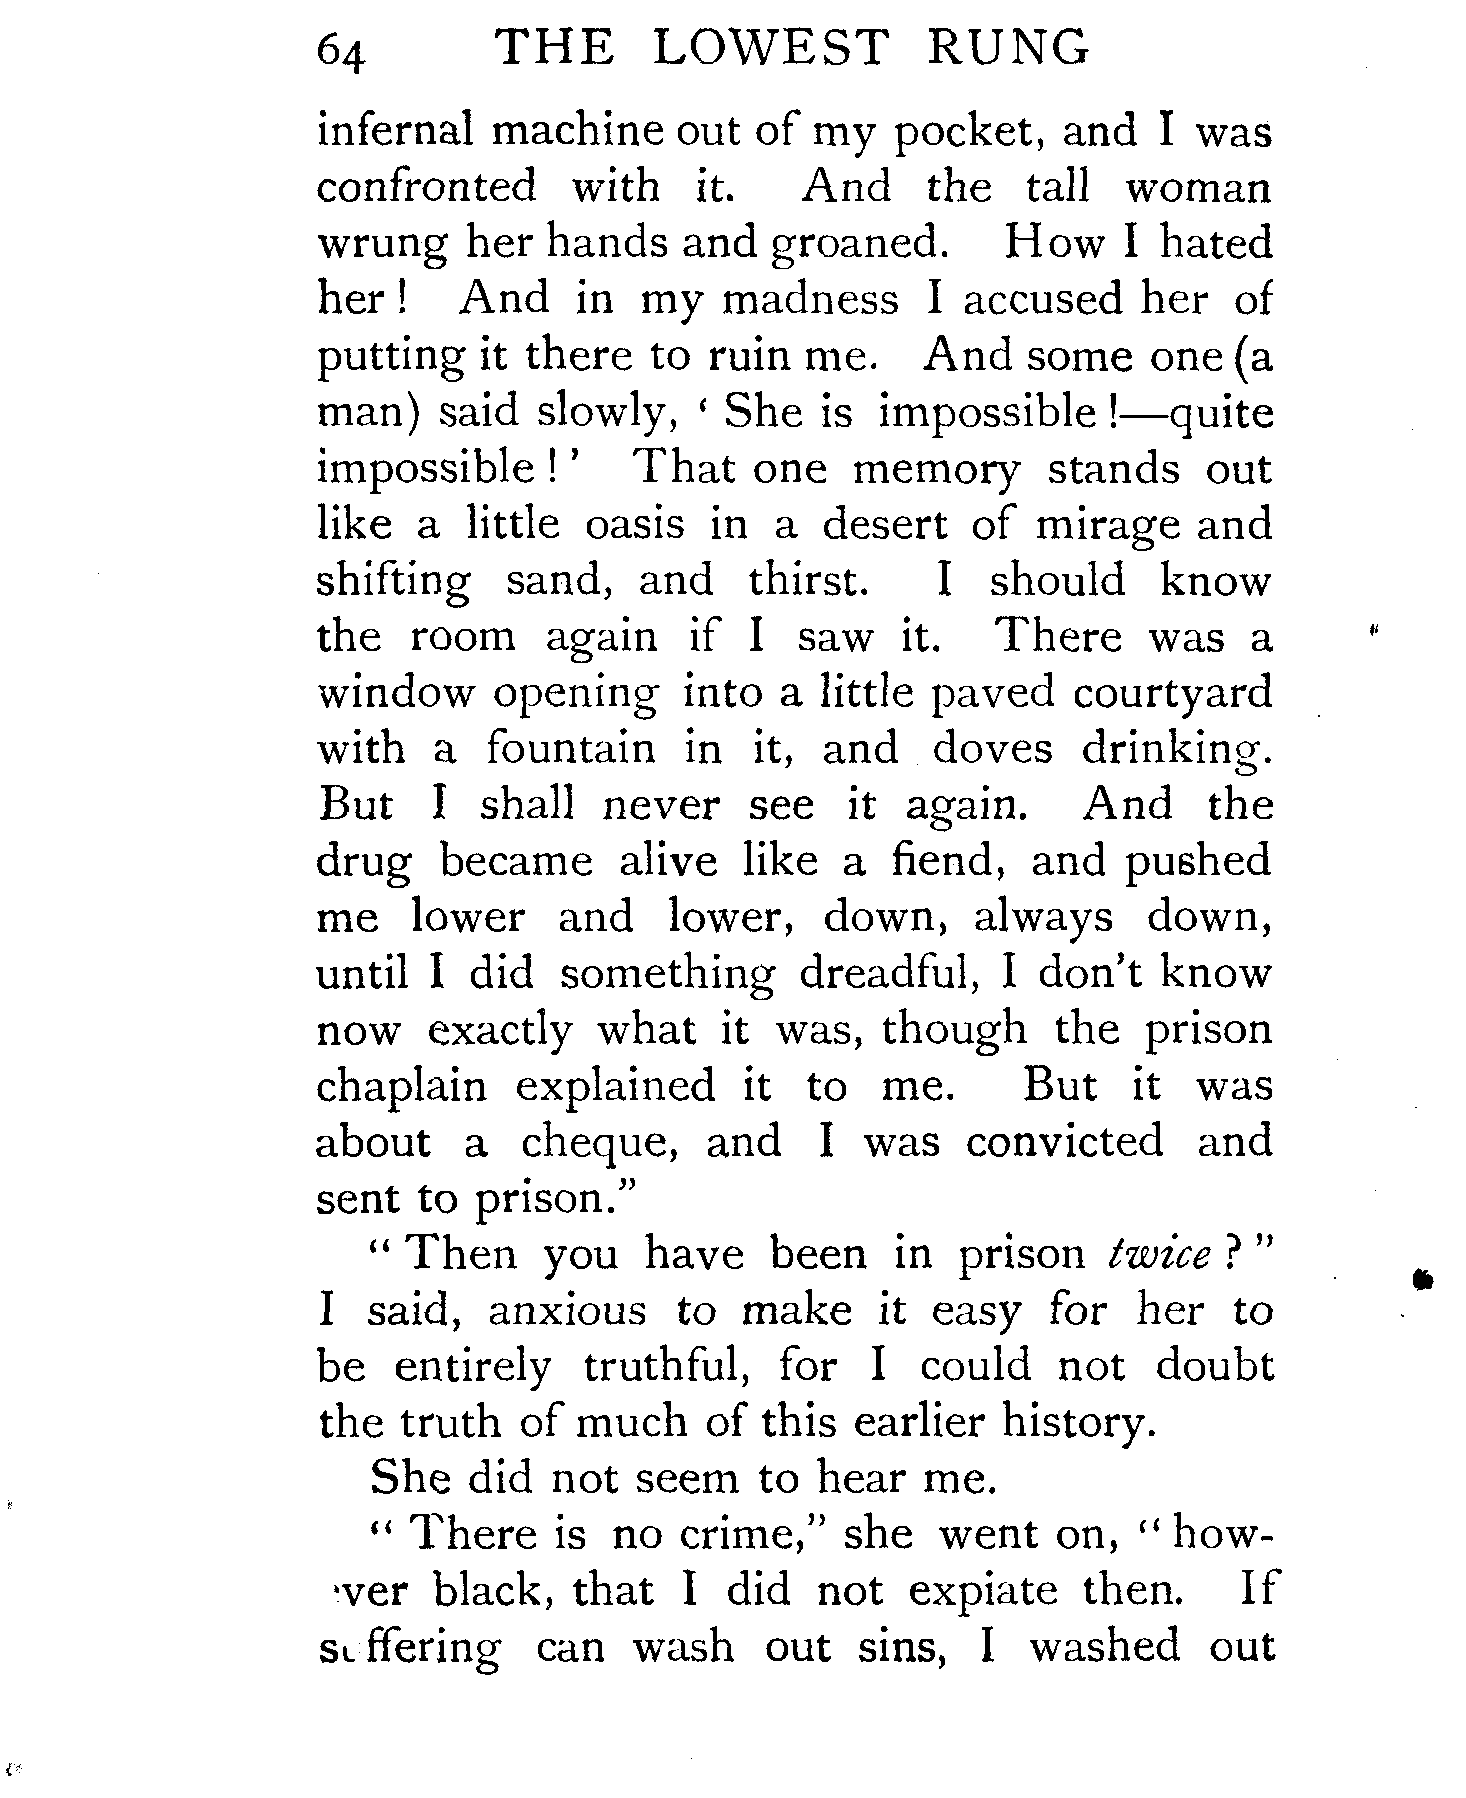 64 THE LOWEST RUNG
infernal machine out of my pocket, and I was
confronted with it. And the tall woman
wrung her hands and groaned. How I hated
her ! And in my madness I accused her of
putting it there to ruin me. And some one (a
man) said slowly, ‘ She is impossible !—quite
impossible ! ’ That one memory stands out
like a little oasis in a desert of mirage and
shifting sand, and thirst. I should know
the room again if I saw it. There was a
window opening into a little paved courtyard
with a fountain in it, and doves drinking.
But I shall never see it again. And the
drug became alive like a fiend, and pushed
me lower and lower, down, always down,
until I did something dreadful, I don’t know
now exactly what it was, though the prison
chaplain explained it to me. But it was
about a cheque, and I was convicted and
sent to prison.”
“ Then you have been in prison twice ? ”
I said, anxious to make it easy for her to
be entirely truthful, for I could not doubt
the truth of much of this earlier history.
She did not seem to hear me.
“ There is no crime,” she went on, “ how-
ver black, that I did not expiate then. If
suffering can wash out sins, I washed out